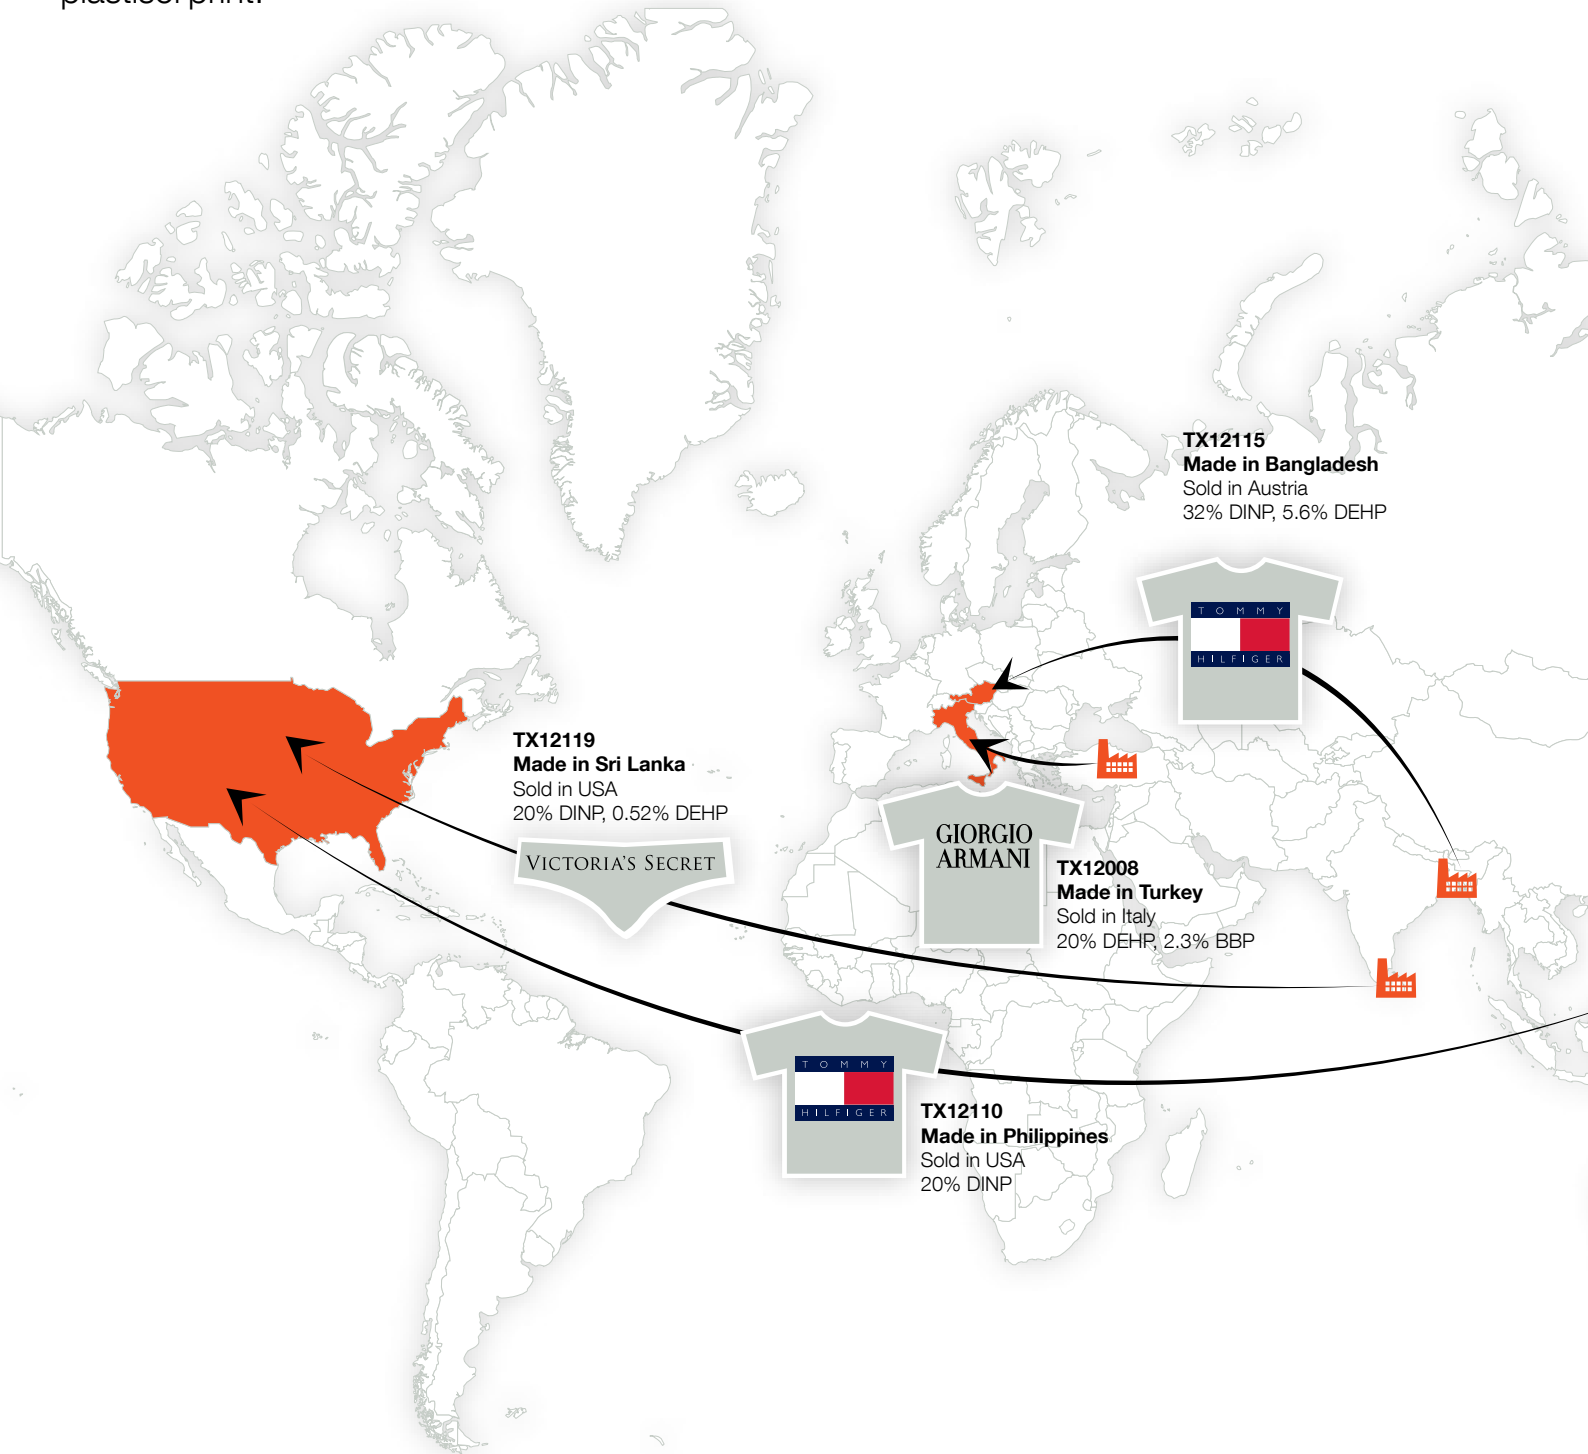 plastisol print.
TX12115
Made in Bangladesh
Sold in Austria
32% DINP, 5.6% DEHP
TOMMY
HILFIGER
TX12119
Made in Sri Lanka
Sold in USA
20% DINP, 0.52% DEHP
VICTORIA'S SECRET
GIORGIO
ARMANI
TX12008
Made in Turkey
Sold in Italy
20% DEHP, 2.3% BBP
TOMMY
HILFIGER
TX12110
Made in Philippines
Sold in USA
20% DINP